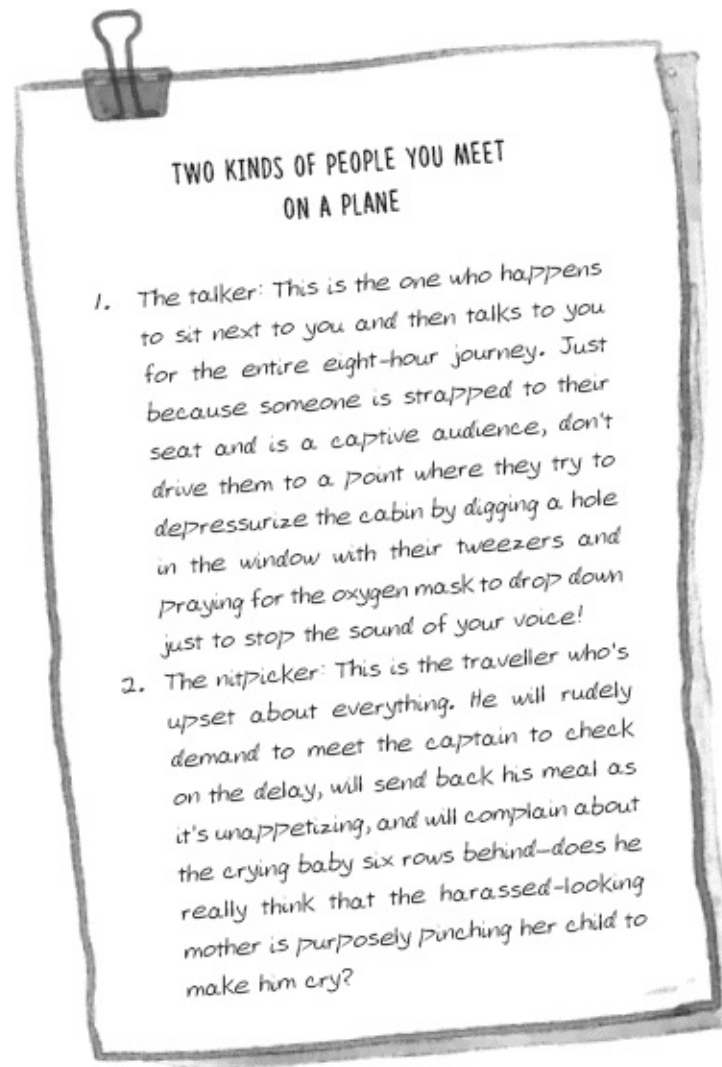 TWO KINDS OF PEOPLE YOU MEET
ON A PLANE
1. The talker: This is the one who happens
to sit next to you and then talks to you
for the entire eight-hour journey. Just
because someone is strapped to their
seat and is a captive audience, don't
drive them to a point where they try to
depressurize the cabin by digging a hole
in the window with their tweezers and
praying for the oxygen mask to drop down
just to stop the sound of your voice!
2. The nitpicker: This is the traveller who's
upset about everything. He will rudely
demand to meet the captain to check
on the delay, will send back his meal as
it's unappetizing, and will complain about
the crying baby six rows behind—does he
really think that the harassed-looking
mother is purposely pinching her child to
make him cry?